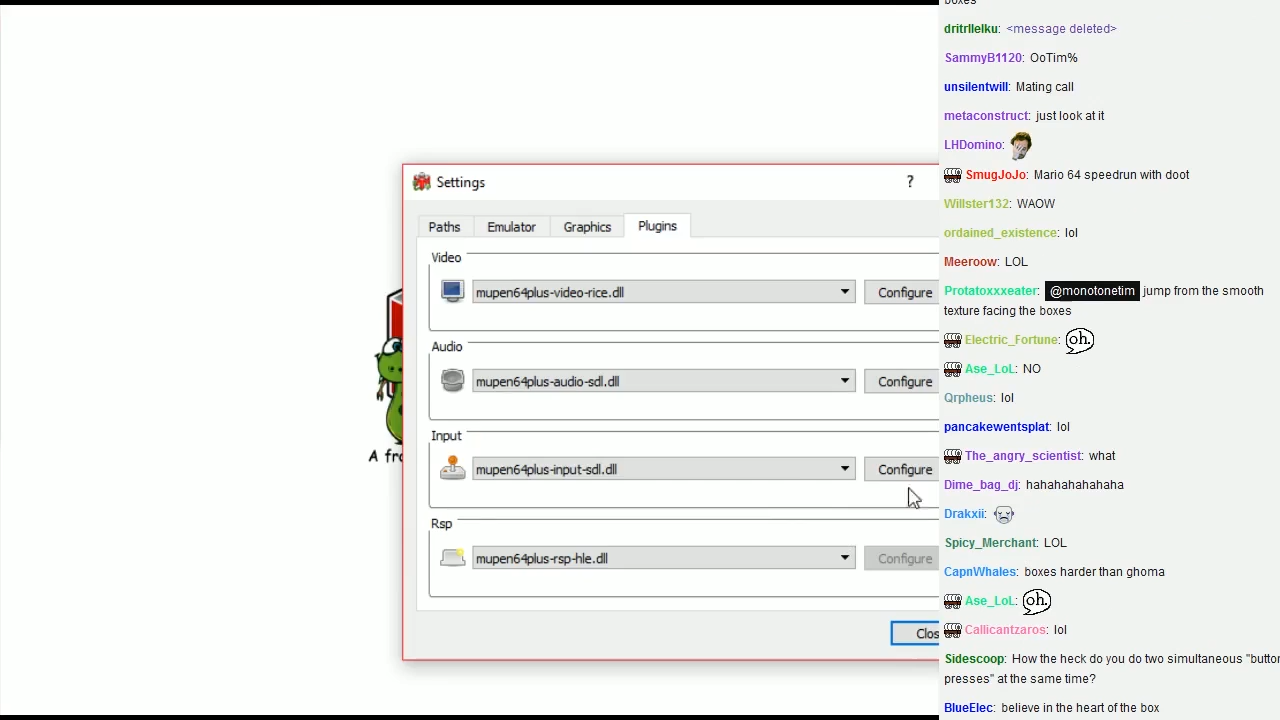 Settings
?
Paths
Emulator
Graphics
Plugins
Video
mupen64plus-video-rice.dll
Configure
Audio
mupen64plus-audio-sdl.dll
Configure
Input
mupen64plus-input-sdl.dll
Configure
Rsp
mupen64plus-rsp-hle.dll
Configure
Clos
A fro
boxes
dritrllelku: <message deleted>
SammyB1120: OoTim%
unsilentwill: Mating call
metaconstruct: just look at it
LHDomino:
SmugJoJo: Mario 64 speedrun with doot
Willster132: WAOW
ordained_existence: lol
Meeroow: LOL
Protatoxxxeater: @monotonetim jump from the smooth
texture facing the boxes
Electric_Fortune: oh.
Ase_LoL: NO
Qrpheus: lol
pancakewentsplat: lol
The_angry_scientist: what
Dime_bag_dj: hahahahahaha
Drakxii:
Spicy_Merchant: LOL
CapnWhales: boxes harder than ghoma
Ase_LoL: oh.
Callicantzaros: lol
Sidescoop: How the heck do you do two simultaneous "button
presses" at the same time?
BlueElec: believe in the heart of the box